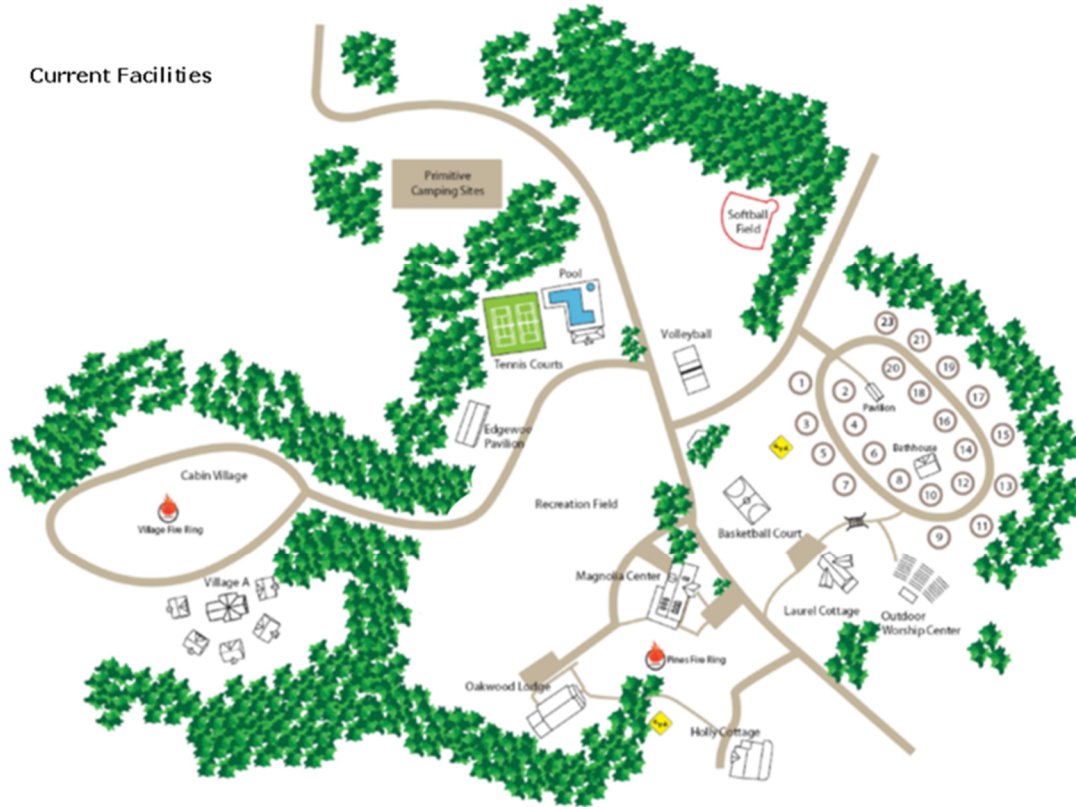 Current Facilities
Primitive
Camping Sites
Softball
Field
Pool
Volleyball
Tennis Courts
23
21
20
19
1
2
18
17
Pavilion
3
4
16
15
Edgewoo
Pavilion
5
6
Bathhouse
14
7
8
12
13
10
11
9
Cabin Village
Village Fire Ring
Recreation Field
Basketball Court
Magnolia Center
Village A
Laurel Cottage
Outdoor
Worship Center
Pines Fire Ring
Oakwood Lodge
Holly Cottage